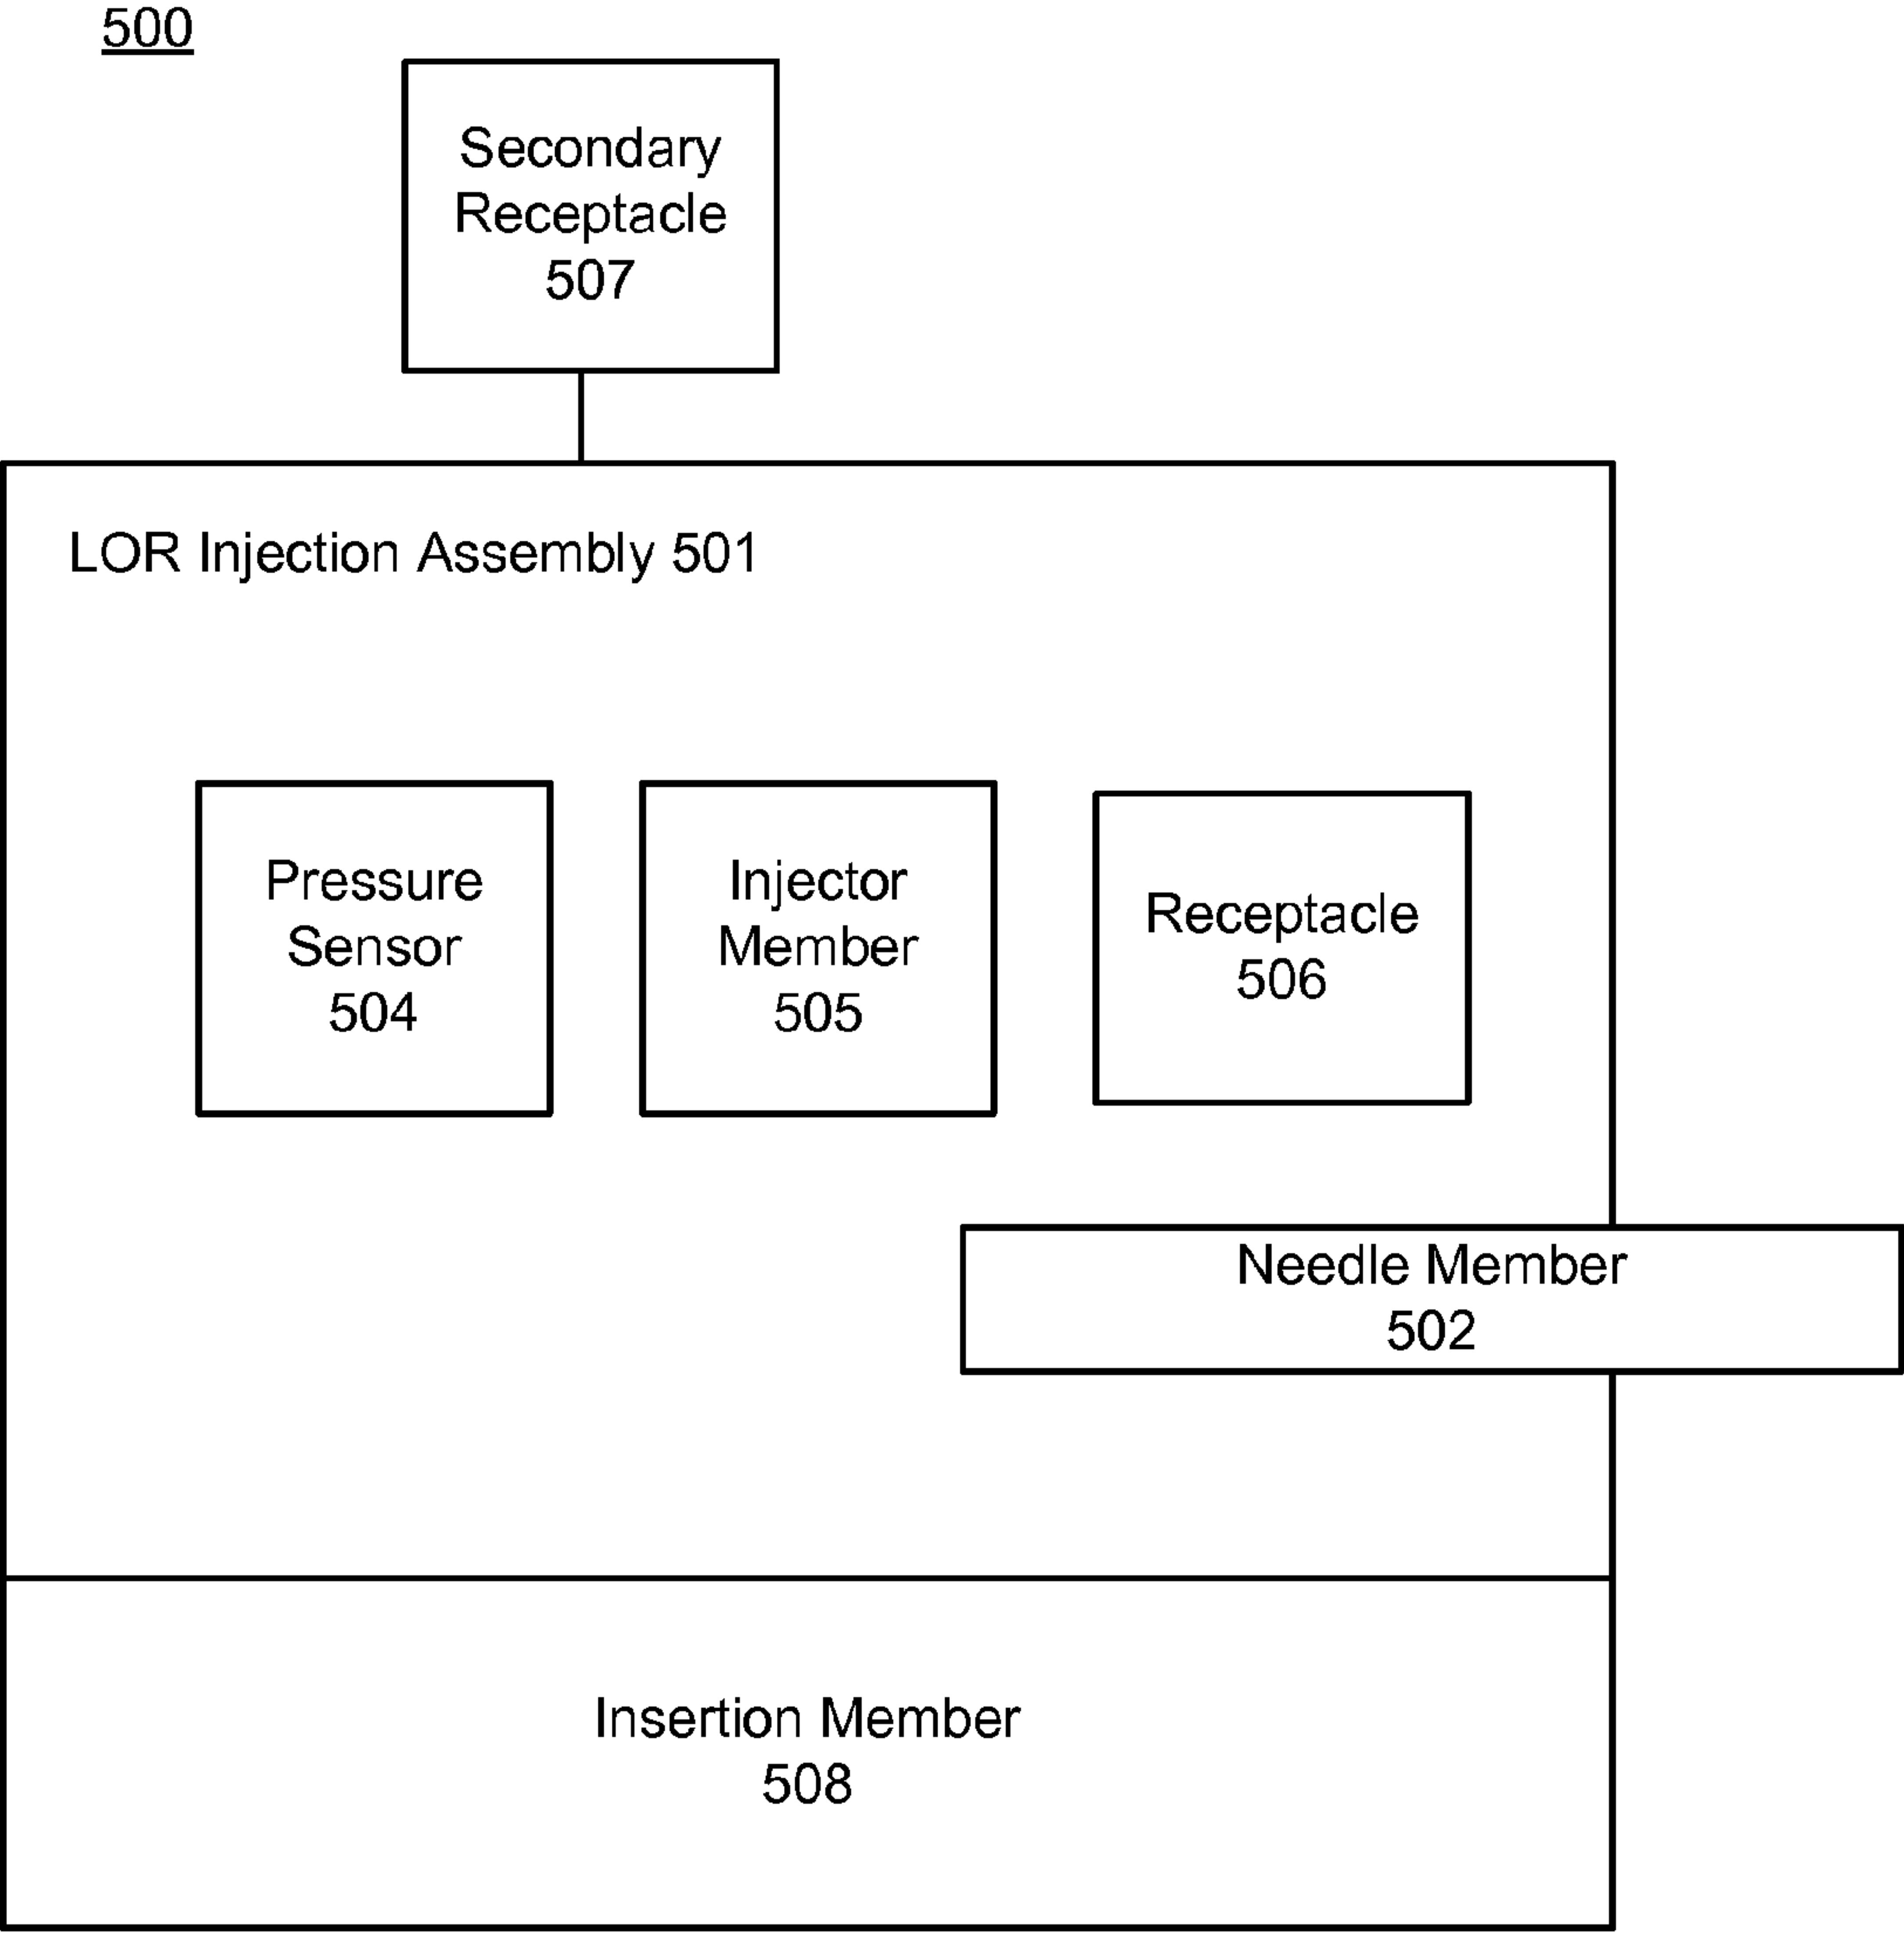 500
Secondary
Receptacle
507
LOR Injection Assembly 501
Pressure
Sensor
504
Injector
Member
505
Receptacle
506
Needle Member
502
Insertion Member
508